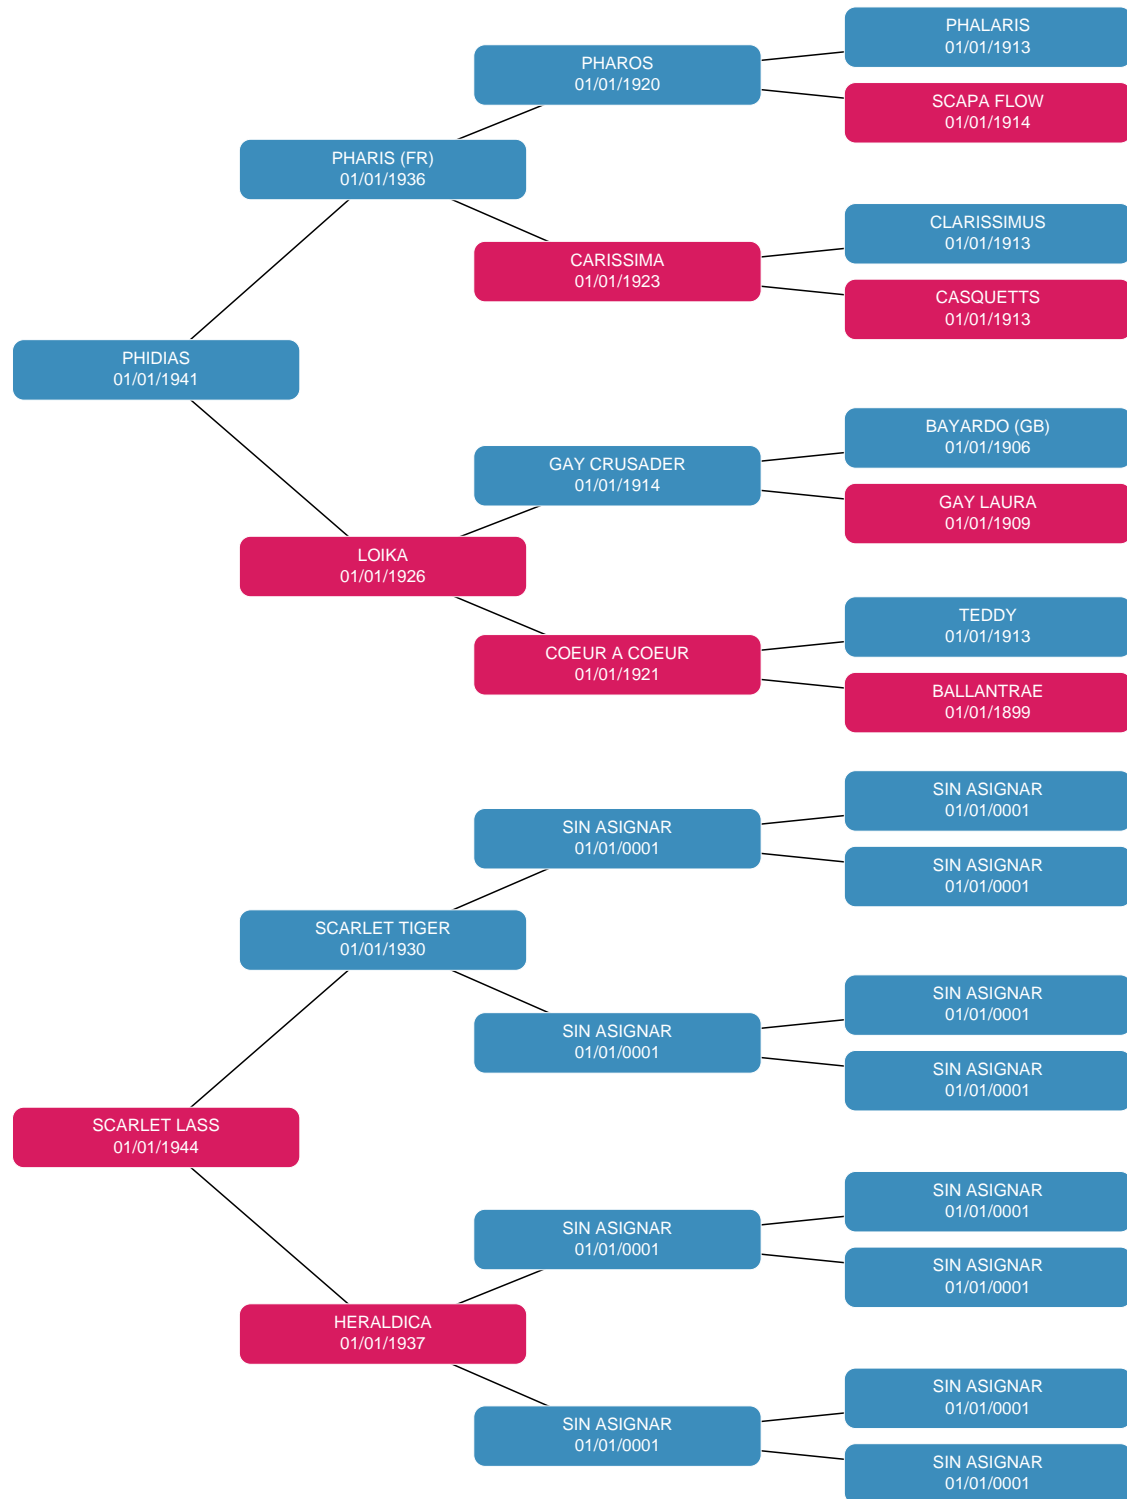 PHALARIS
01/01/1913
PHAROS
01/01/1920
SCAPA FLOW
01/01/1914
PHARIS (FR)
01/01/1936
CLARISSIMUS
01/01/1913
CARISSIMA
01/01/1923
CASQUETTS
01/01/1913
PHIDIAS
01/01/1941
BAYARDO (GB)
01/01/1906
GAY CRUSADER
01/01/1914
GAY LAURA
01/01/1909
LOIKA
01/01/1926
TEDDY
01/01/1913
COEUR A COEUR
01/01/1921
BALLANTRAE
01/01/1899
SIN ASIGNAR
01/01/0001
SIN ASIGNAR
01/01/0001
SIN ASIGNAR
01/01/0001
SCARLET TIGER
01/01/1930
SIN ASIGNAR
01/01/0001
SIN ASIGNAR
01/01/0001
SIN ASIGNAR
01/01/0001
SCARLET LASS
01/01/1944
SIN ASIGNAR
01/01/0001
SIN ASIGNAR
01/01/0001
SIN ASIGNAR
01/01/0001
HERALDICA
01/01/1937
SIN ASIGNAR
01/01/0001
SIN ASIGNAR
01/01/0001
SIN ASIGNAR
01/01/0001